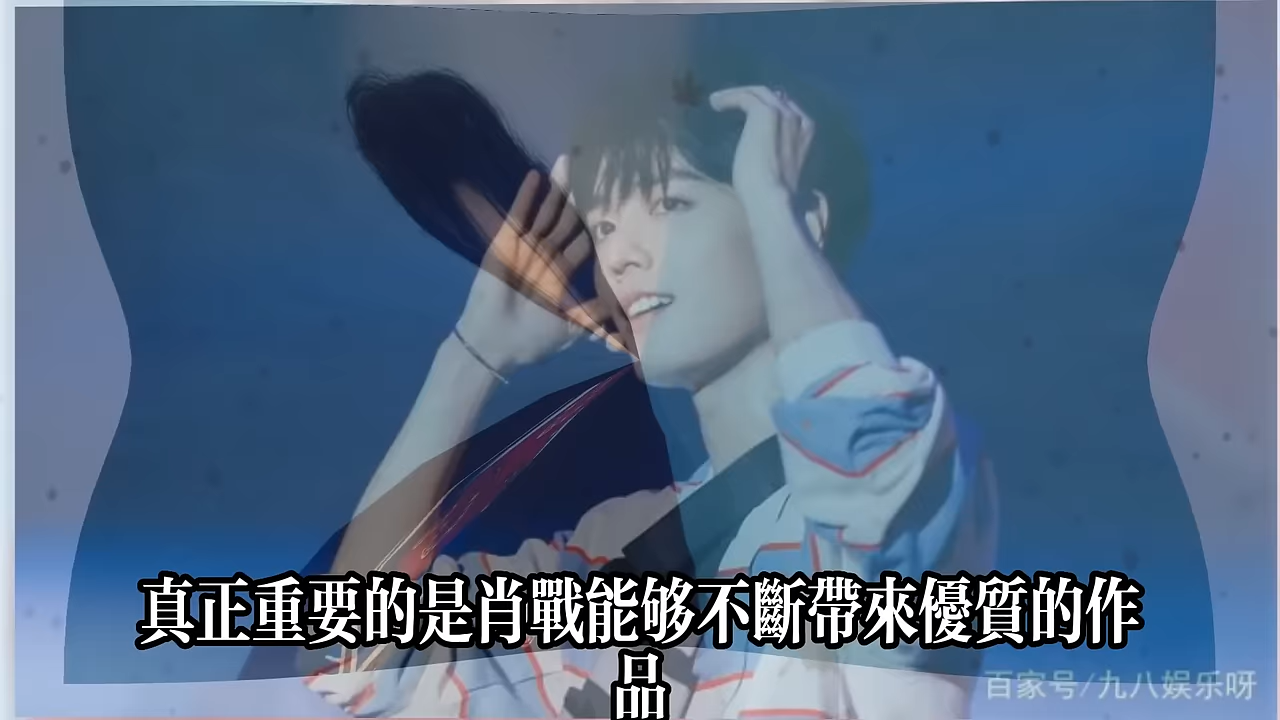 真正重要的是肖戰能够不斷帶來優質的作
品
百家号/九八娱乐呀